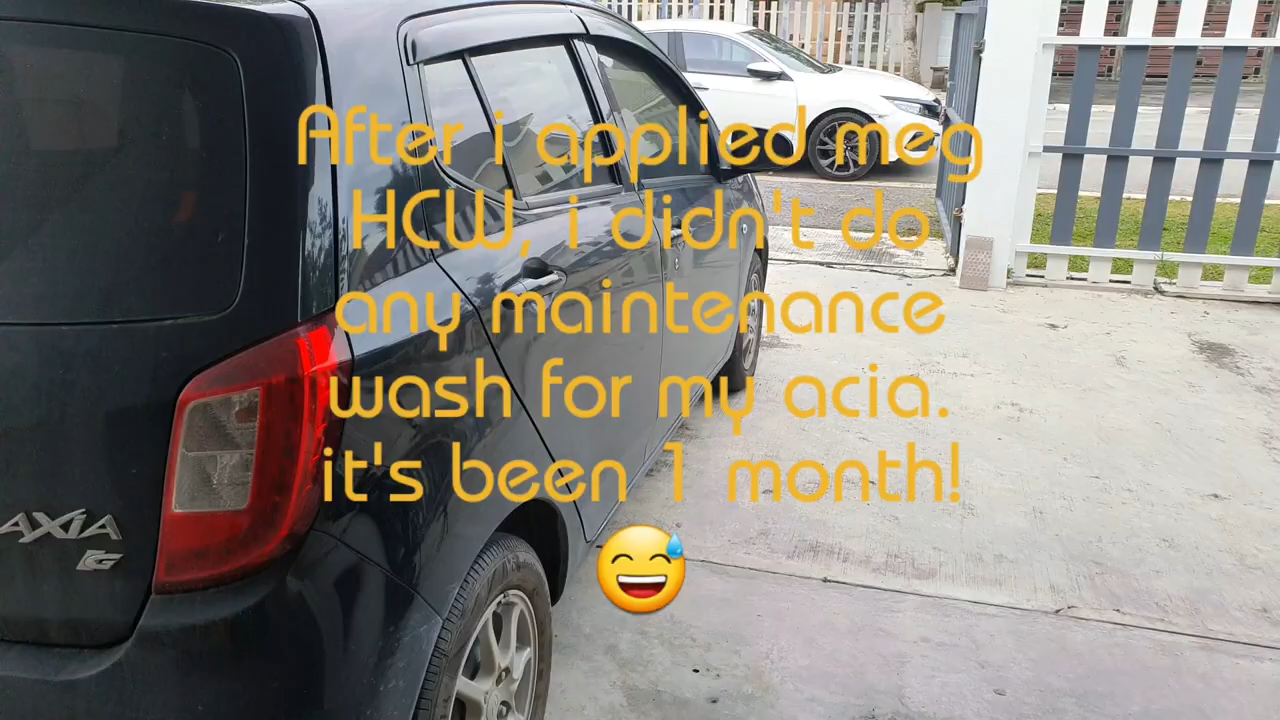 After i applied meg
HCW, i didn't do
any maintenance
wash for my acia.
it's been 1 month!
😅
AXIA
G